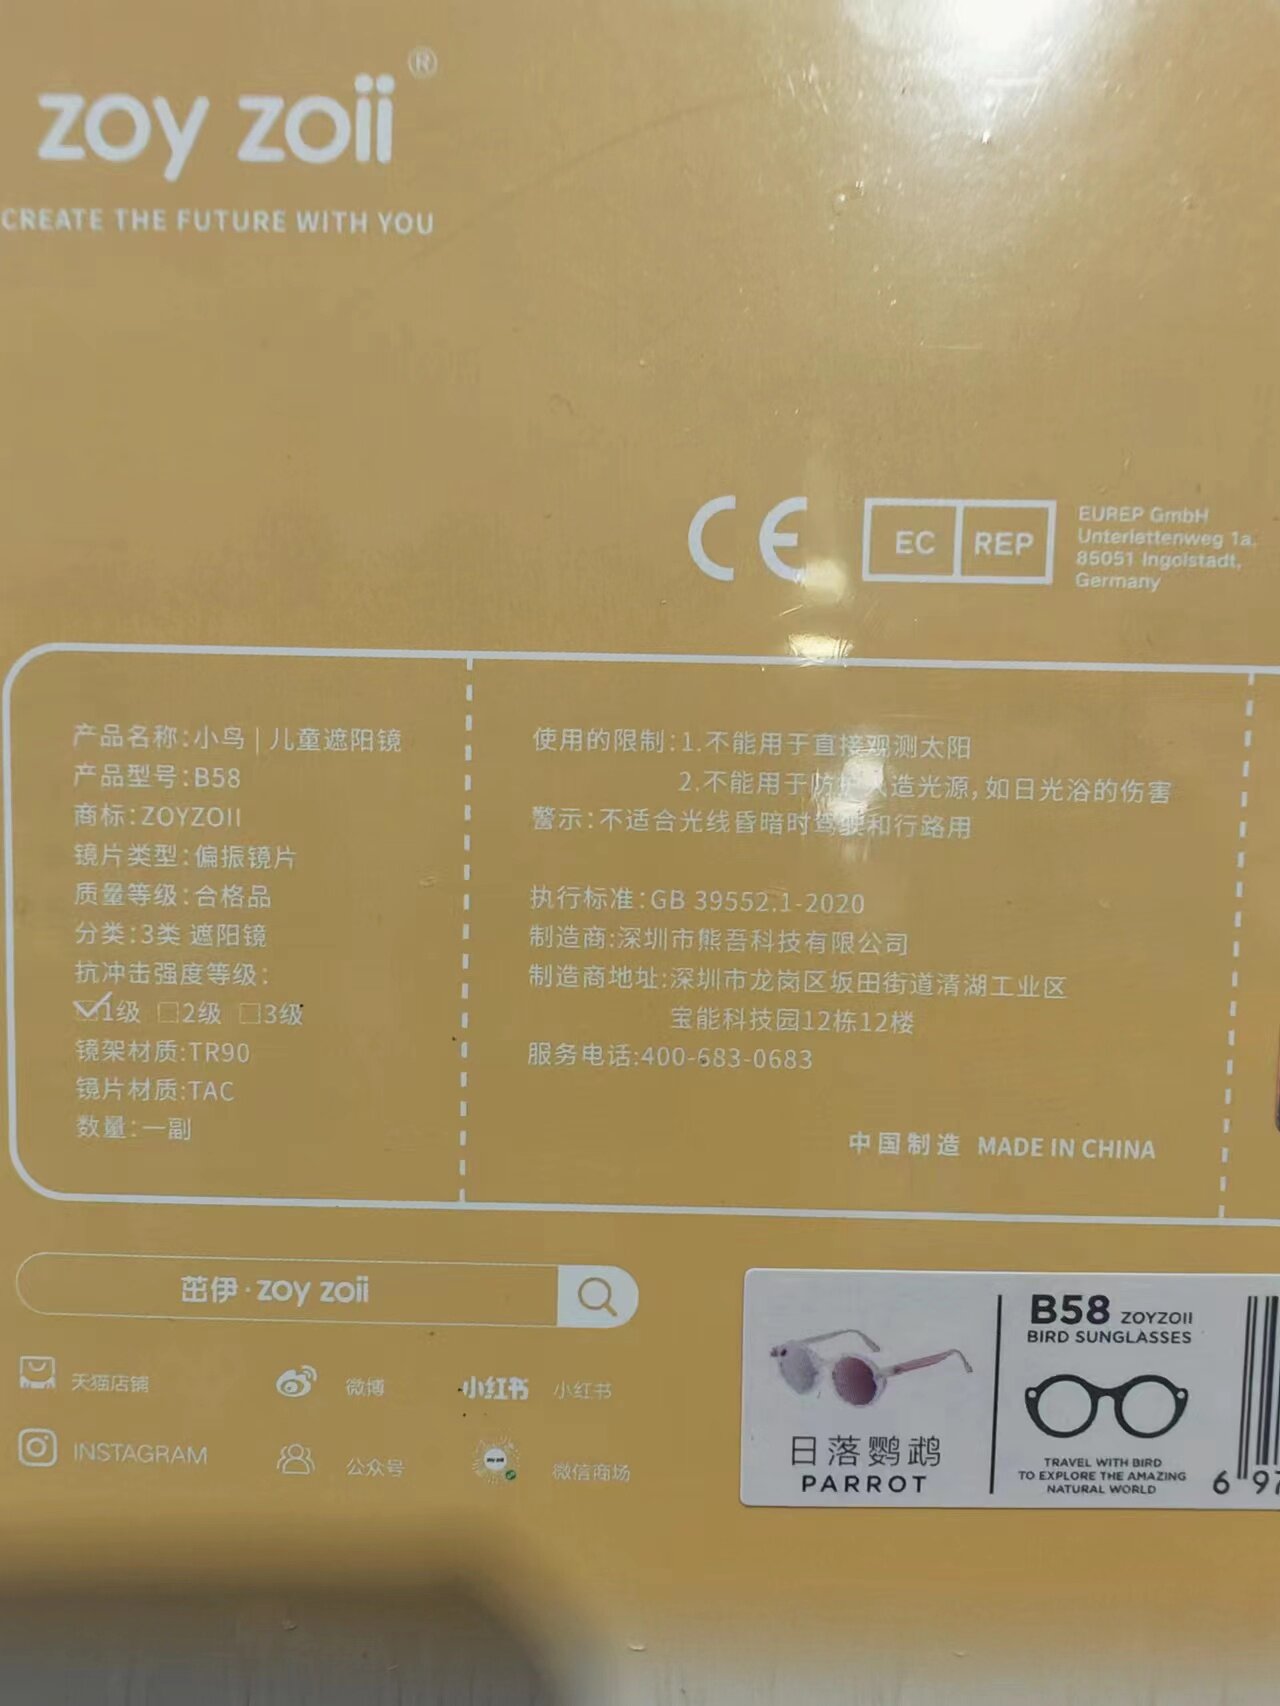 zoy zoii®
CREATE THE FUTURE WITH YOU
CE
EC REP
EUREP GmbH
Unterlettenweg 1a,
85051 Ingolstadt,
Germany
产品名称:小鸟|儿童遮阳镜
产品型号:B58
商标:ZOYZOII
镜片类型:偏振镜片
质量等级:合格品
分类:3类 遮阳镜
抗冲击强度等级:
☑1级 □2级 □3级
镜架材质:TR90
镜片材质:TAC
数量:一副
使用的限制:1.不能用于直接观测太阳
2.不能用于防护人造光源,如日光浴的伤害
警示:不适合光线昏暗时驾驶和行路用
执行标准:GB 39552.1-2020
制造商:深圳市熊吾科技有限公司
制造商地址:深圳市龙岗区坂田街道清湖工业区
宝能科技园12栋12楼
服务电话:400-683-0683
中国制造 MADE IN CHINA
茁伊·zoy zoii
天猫店铺
微博
小红书 小红书
INSTAGRAM
公众号
微信商场
日落鹦鹉
PARROT
B58 ZOYZOII
BIRD SUNGLASSES
TRAVEL WITH BIRD
TO EXPLORE THE AMAZING
NATURAL WORLD
6 97